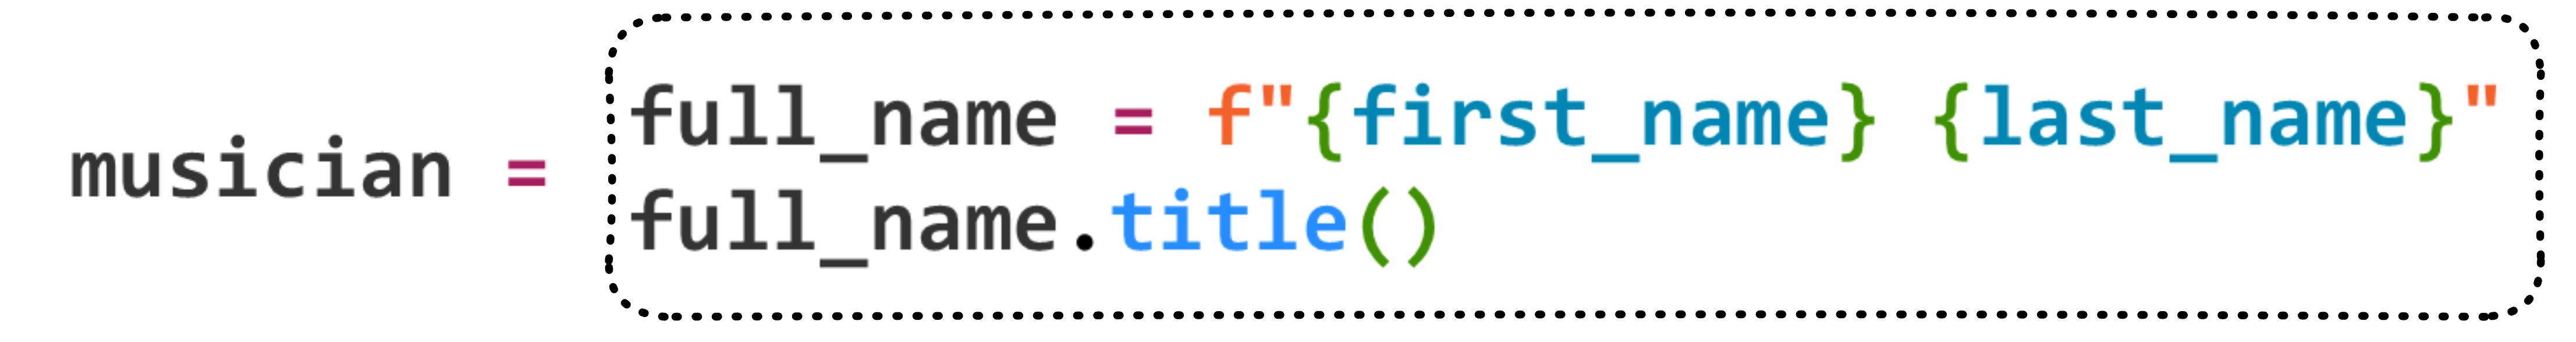 musician =
full_name = f"{first_name} {last_name}"
full_name.title()